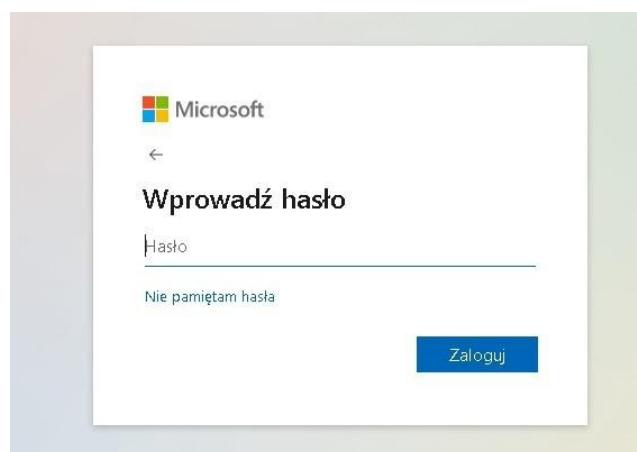 Microsoft
←
Wprowadź hasło
Hasło
Nie pamiętam hasła
Zaloguj